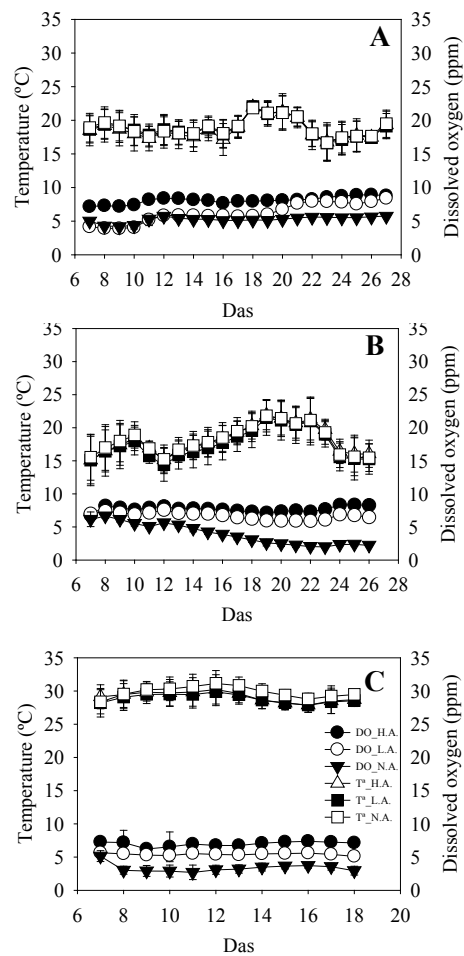 A
35
30
25
20
15
10
5
0
35
30
25
20
15
10
5
0
Temperature (ºC)
Dissolved oxygen (ppm)
6 8 10 12 14 16 18 20 22 24 26 28
Das
B
35
30
25
20
15
10
5
0
35
30
25
20
15
10
5
0
Temperature (ºC)
Dissolved oxygen (ppm)
6 8 10 12 14 16 18 20 22 24 26 28
Das
C
35
30
25
20
15
10
5
0
35
30
25
20
15
10
5
0
Temperature (ºC)
Dissolved oxygen (ppm)
DO_H.A.
DO_L.A.
DO_N.A.
Tª_H.A.
Tª_L.A.
Tª_N.A.
6 8 10 12 14 16 18 20
Das